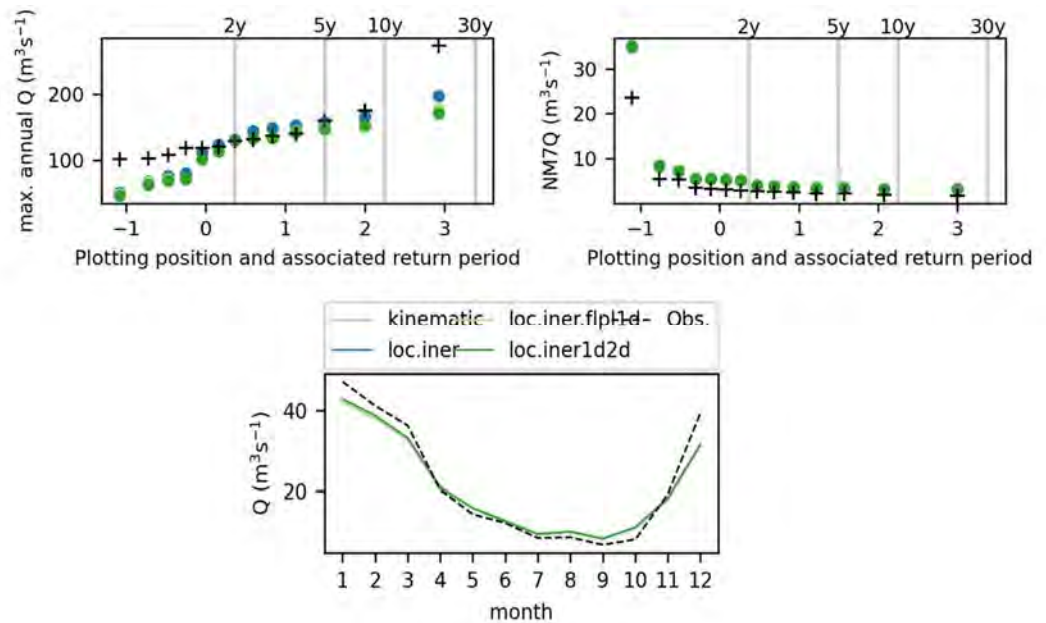 2y 5y 10y 30y
max. annual Q (m³s⁻¹)
200
100
−1 0 1 2 3
Plotting position and associated return period
2y 5y 10y 30y
NM7Q (m³s⁻¹)
30
20
10
−1 0 1 2 3
Plotting position and associated return period
kinematic loc.iner.flpl1d Obs.
loc.iner loc.iner1d2d
Q (m³s⁻¹)
40
20
1 2 3 4 5 6 7 8 9 10 11 12
month